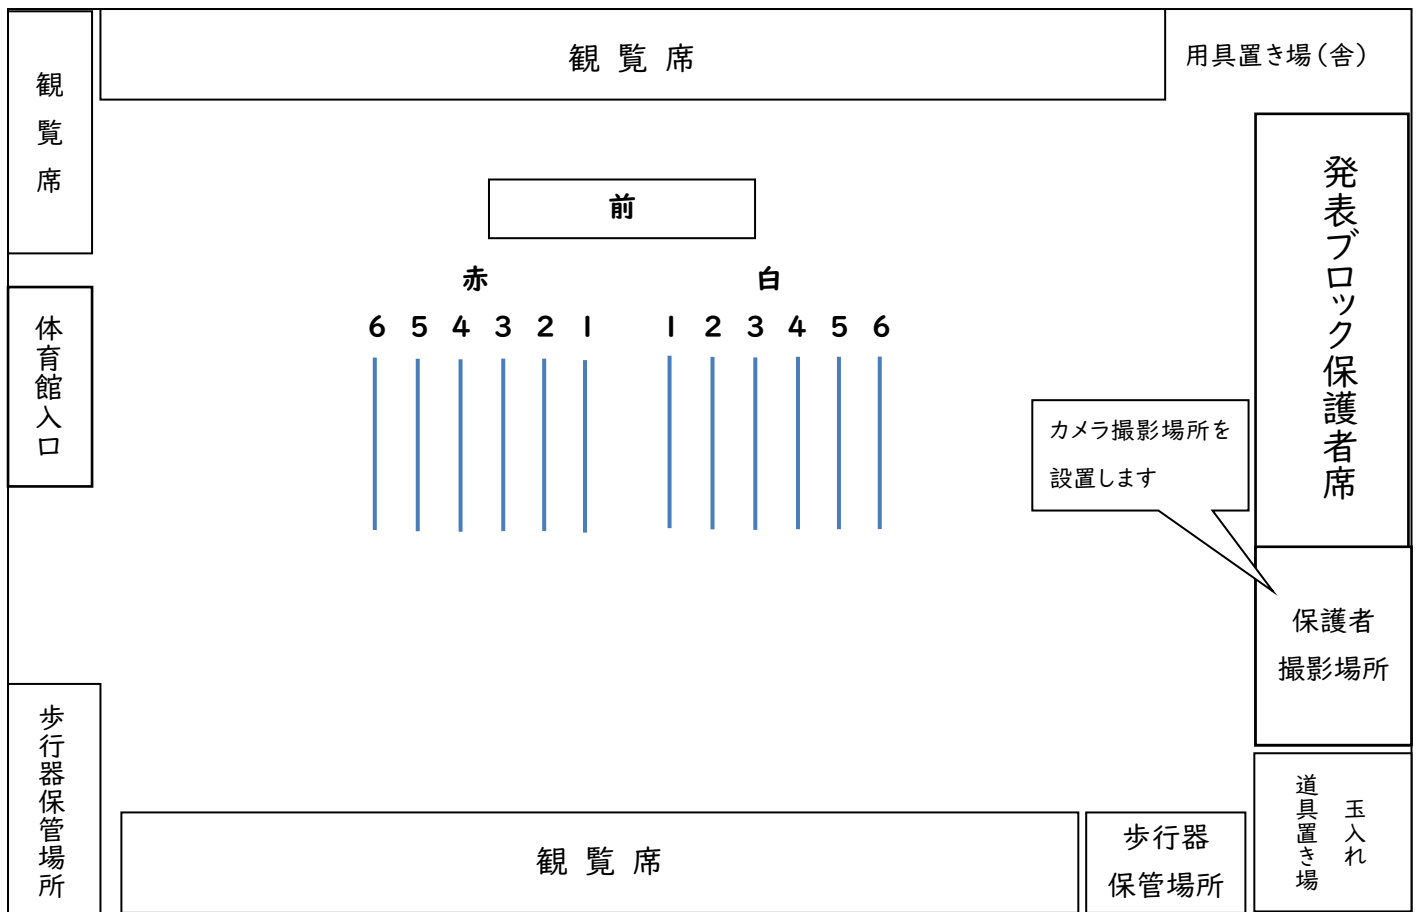 観覧席
用具置き場（舎）
観覧席
発表ブロック保護者席
前
赤
白
6 5 4 3 2 1
1 2 3 4 5 6
体育館入口
カメラ撮影場所を
設置します
保護者
撮影場所
歩行器保管場所
観覧席
歩行器
保管場所
玉入れ
道具置き場